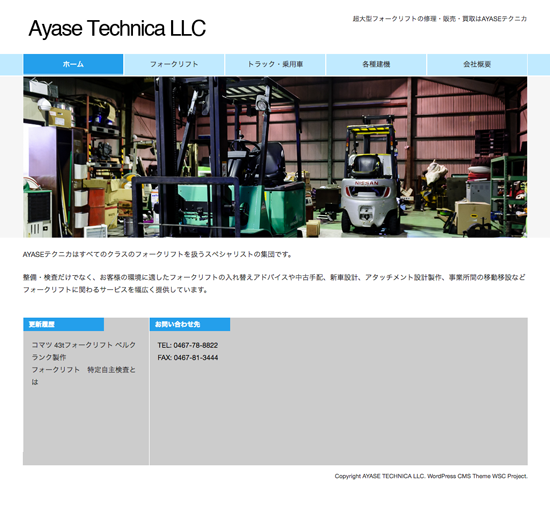 Ayase Technica LLC
超大型フォークリフトの修理・販売・買取はAYASEテクニカ
ホーム
フォークリフト
トラック・乗用車
各種建機
会社概要
NISSAN
AYASEテクニカはすべてのクラスのフォークリフトを扱うスペシャリストの集団です。
整備・検査だけでなく、お客様の環境に適したフォークリフトの入れ替えアドバイスや中古手配、新車設計、アタッチメント設計製作、事業所間の移動移設など
フォークリフトに関わるサービスを幅広く提供しています。
更新履歴
コマツ 43tフォークリフト ベルク
ランク製作
フォークリフト　特定自主検査と
は
お問い合わせ先
TEL: 0467-78-8822
FAX: 0467-81-3444
Copyright AYASE TECHNICA LLC. WordPress CMS Theme WSC Project.